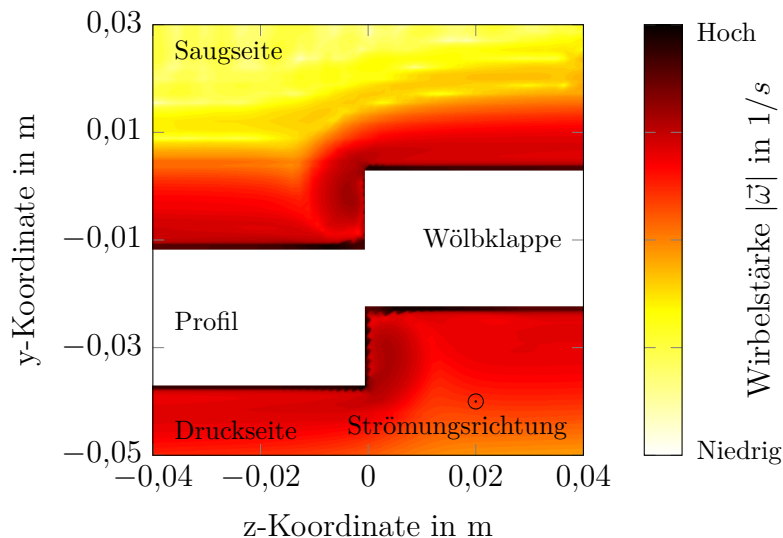 0,03
0,01
−0,01
−0,03
−0,05
y-Koordinate in m
Saugseite
Wölbklappe
Profil
Druckseite
Strömungsrichtung
−0,04
−0,02
0
0,02
0,04
z-Koordinate in m
Hoch
Niedrig
Wirbelstärke |ω⃗| in 1/s